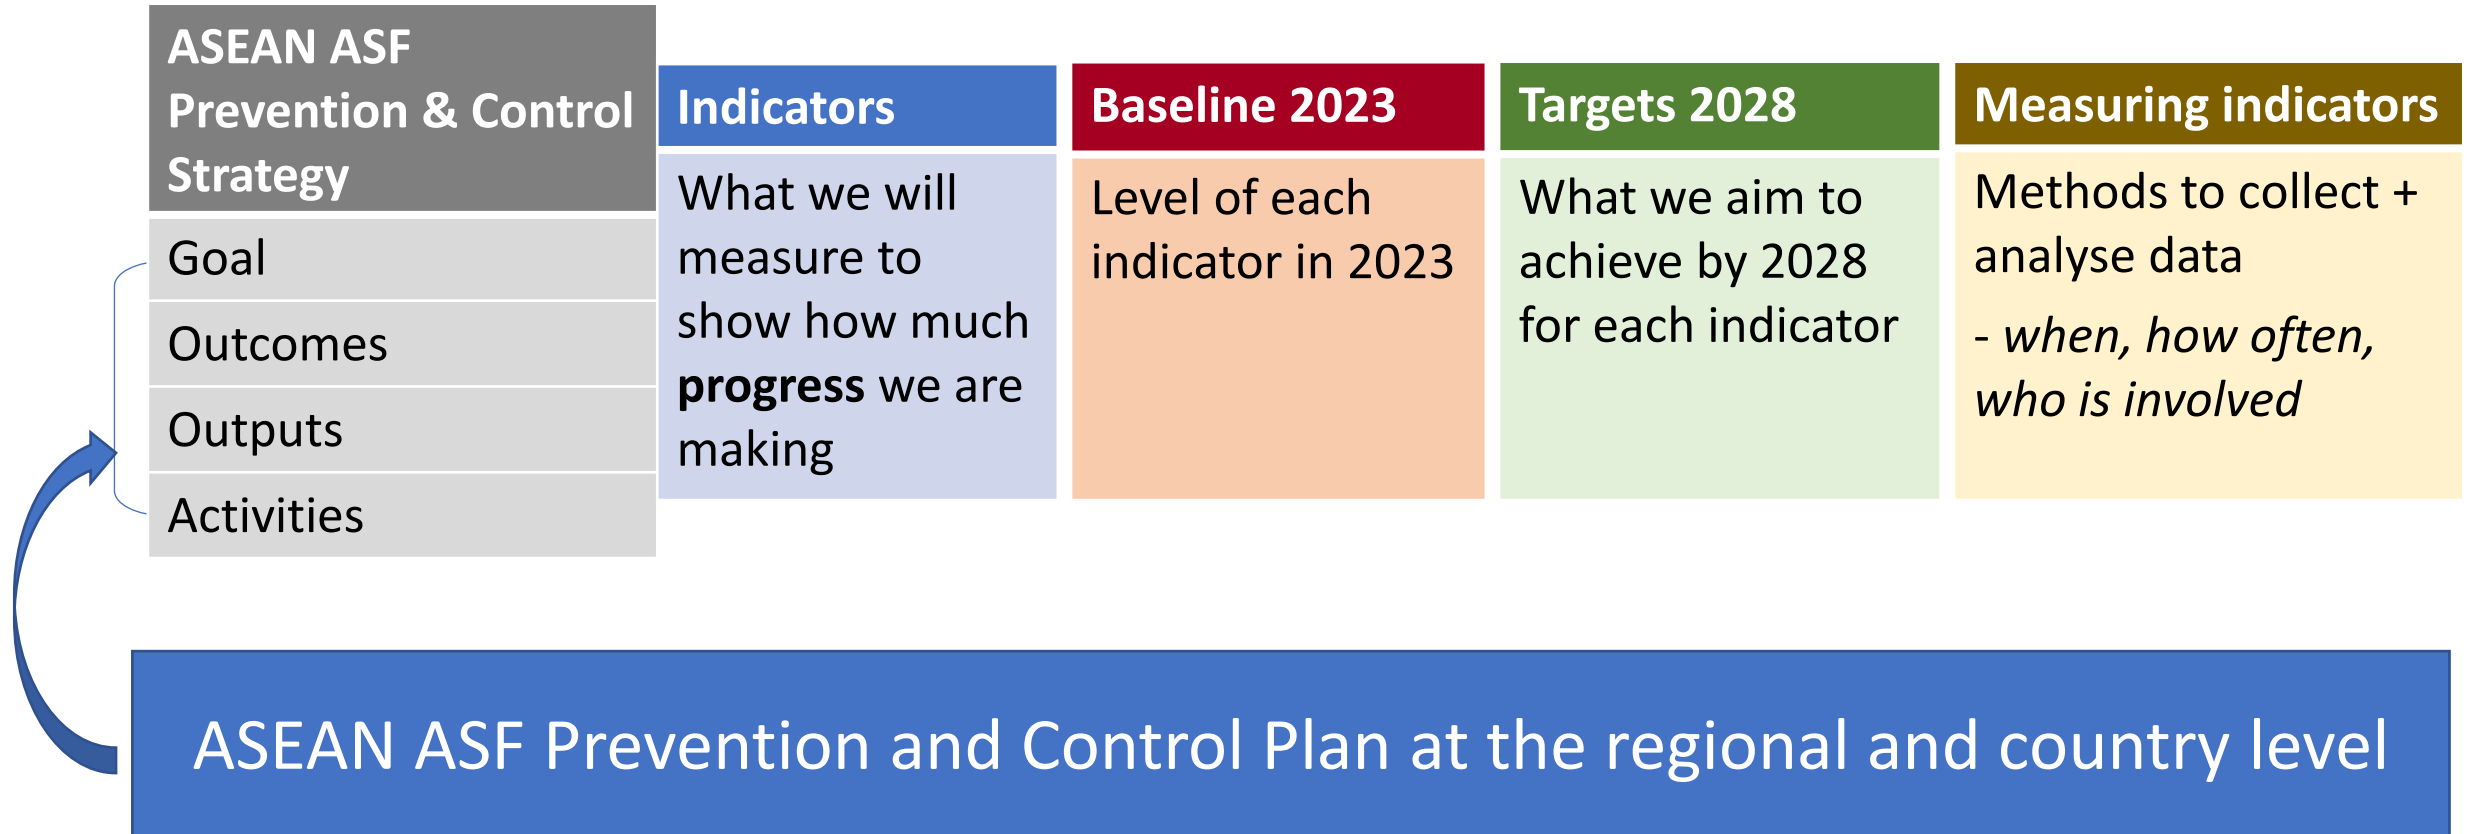 ASEAN ASF
Prevention & Control
Strategy
Goal
Outcomes
Outputs
Activities
Indicators
What we will
measure to
show how much
progress we are
making
Baseline 2023
Level of each
indicator in 2023
Targets 2028
What we aim to
achieve by 2028
for each indicator
Measuring indicators
Methods to collect +
analyse data
- when, how often,
who is involved
ASEAN ASF Prevention and Control Plan at the regional and country level